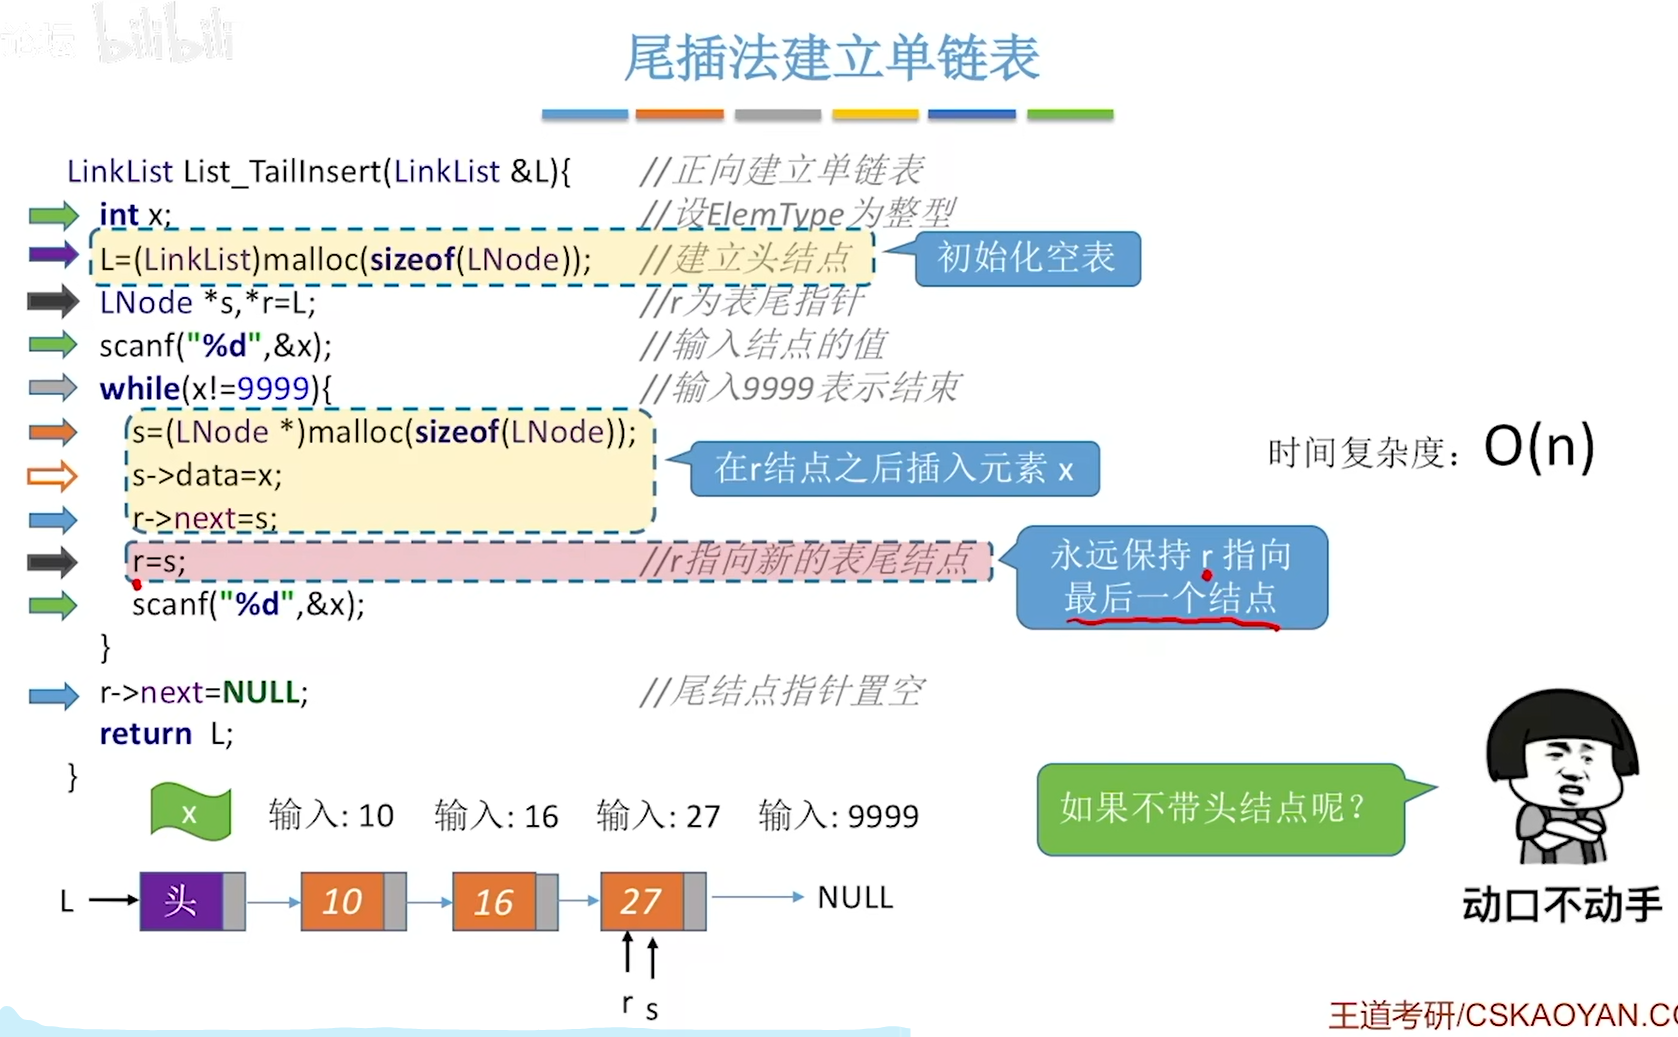 bilibili
尾插法建立单链表
LinkList List_TailInsert(LinkList &L){ //正向建立单链表
int x; //设ElemType为整型
L=(LinkList)malloc(sizeof(LNode)); //建立头结点
初始化空表
LNode *s,*r=L; //r为表尾指针
scanf("%d",&x); //输入结点的值
while(x!=9999){ //输入9999表示结束
s=(LNode *)malloc(sizeof(LNode));
s->data=x;
r->next=s;
在r结点之后插入元素 x
时间复杂度：O(n)
r=s; //r指向新的表尾结点
永远保持 r 指向
最后一个结点
scanf("%d",&x);
}
r->next=NULL; //尾结点指针置空
return L;
}
x 输入: 10 输入: 16 输入: 27 输入: 9999
如果不带头结点呢？
动口不动手
L 头 10 16 27 NULL
r s
王道考研/CSKAOYAN.CO